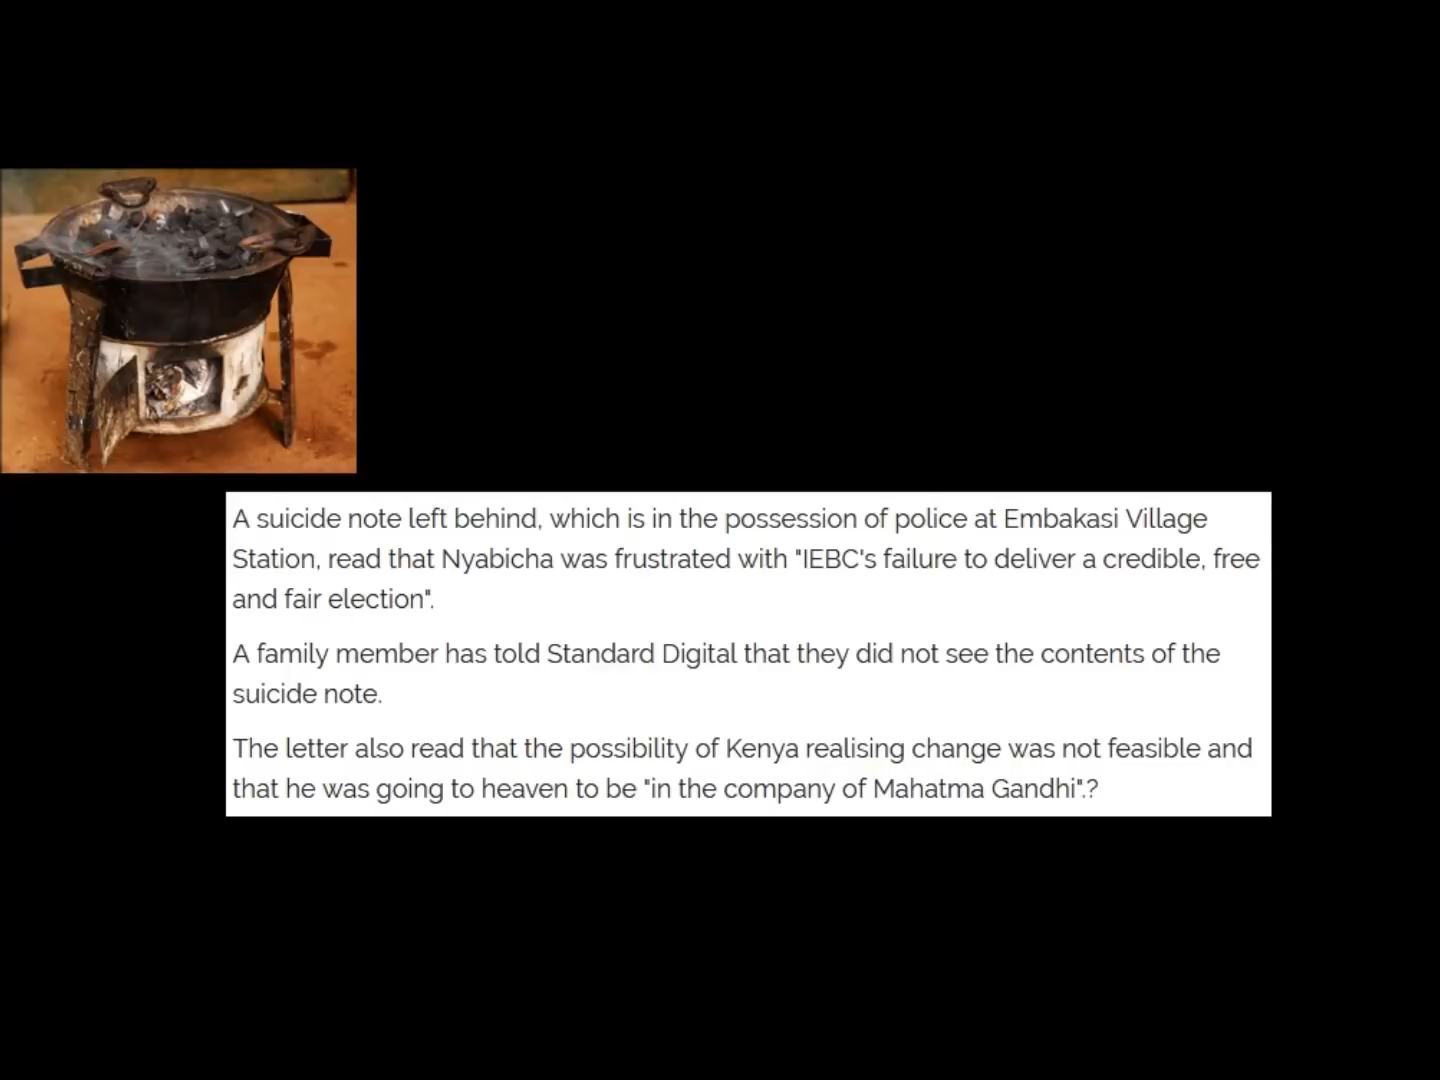 A suicide note left behind, which is in the possession of police at Embakasi Village
Station, read that Nyabicha was frustrated with "IEBC's failure to deliver a credible, free
and fair election".
A family member has told Standard Digital that they did not see the contents of the
suicide note.
The letter also read that the possibility of Kenya realising change was not feasible and
that he was going to heaven to be "in the company of Mahatma Gandhi".?